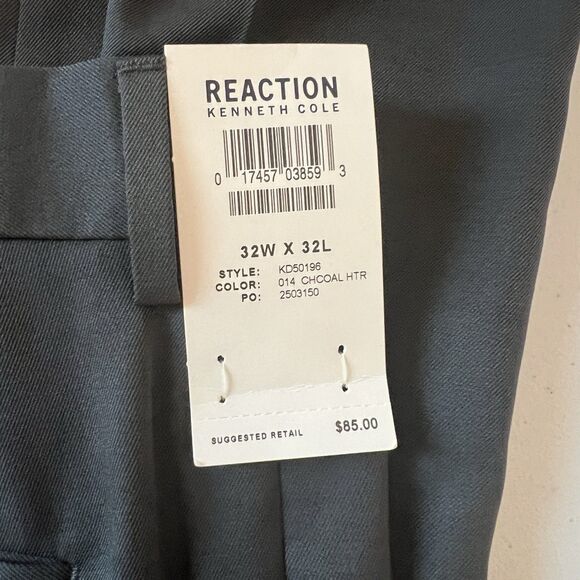 REACTION
KENNETH COLE
0 17457 03859 3
32W X 32L
STYLE: KD50196
COLOR: 014 CHCOAL HTR
PO: 2503150
SUGGESTED RETAIL $85.00